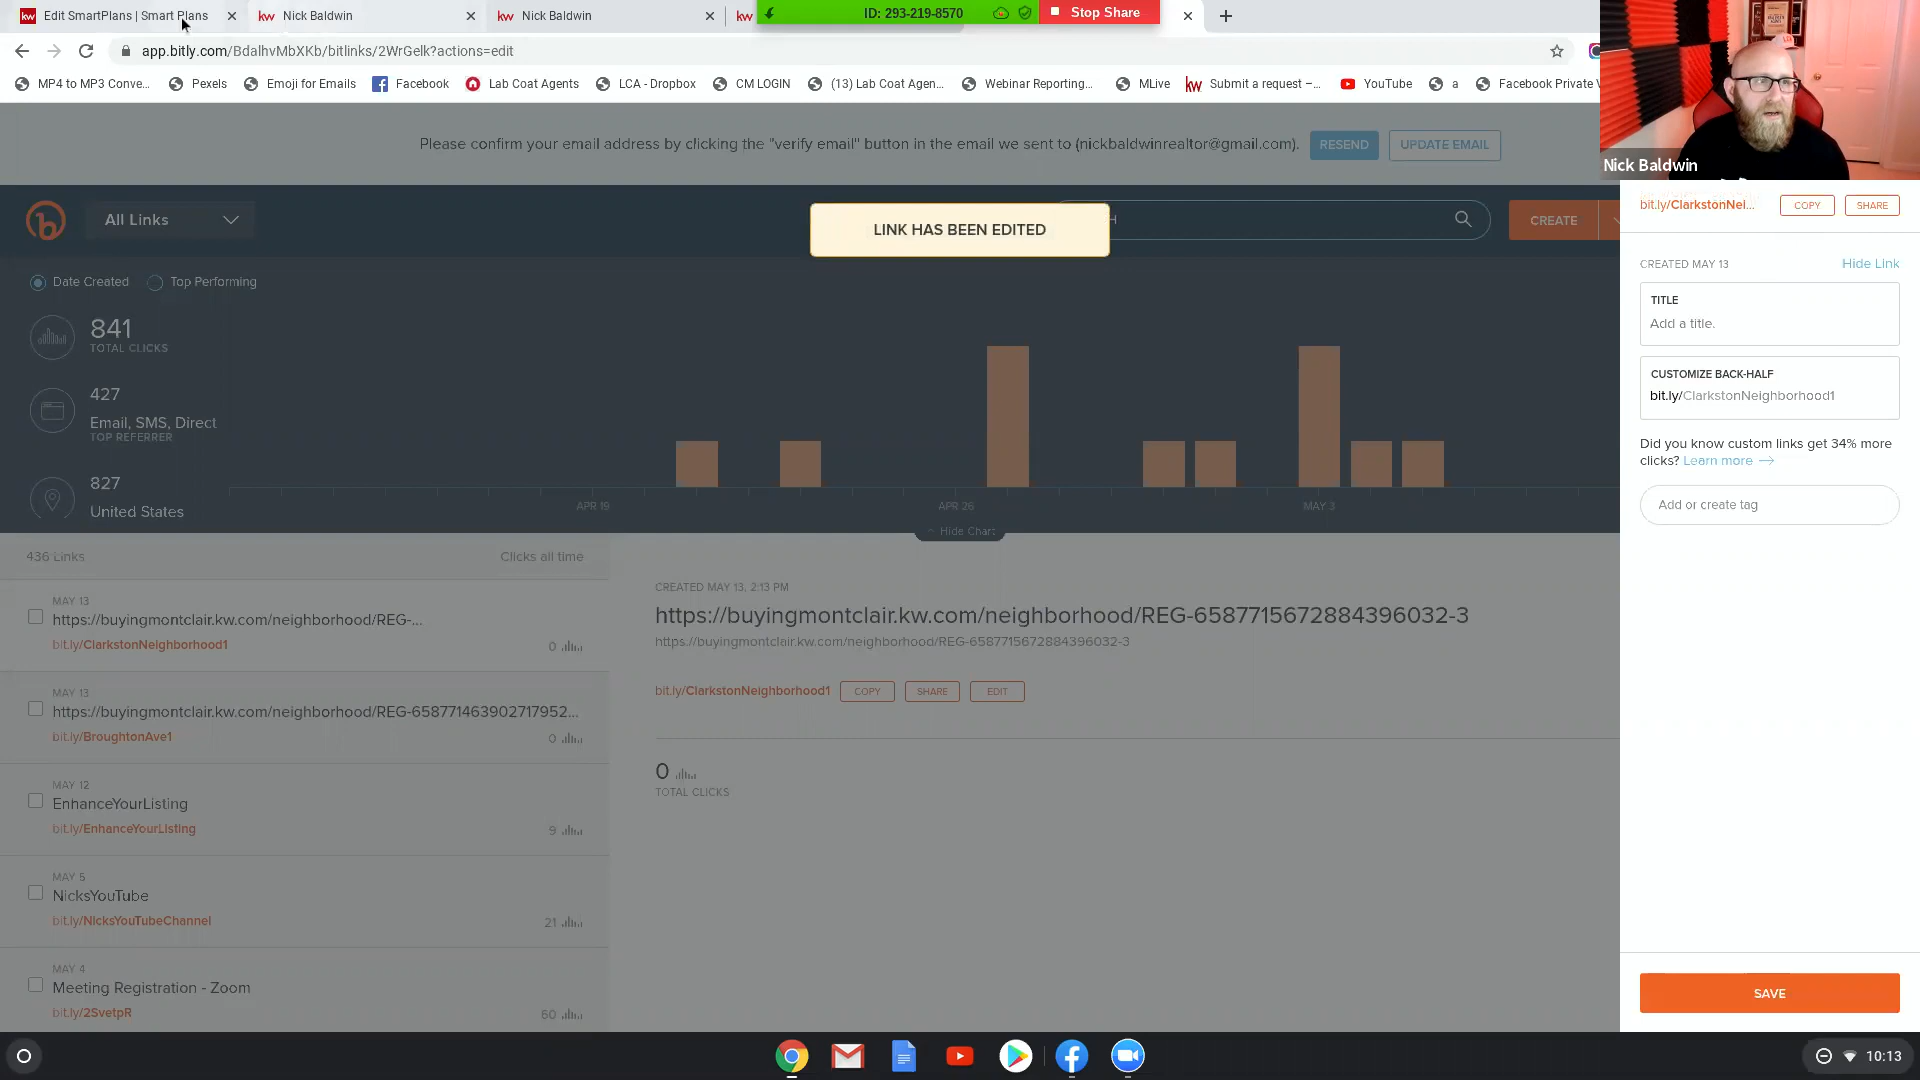 Edit SmartPlans | Smart Plans
Nick Baldwin
Nick Baldwin
kw
ID: 293-219-8570
Stop Share
app.bitly.com/BdalhvMbXKb/bitlinks/2WrGelk?actions=edit
MP4 to MP3 Conve...
Pexels
Emoji for Emails
Facebook
Lab Coat Agents
LCA - Dropbox
CM LOGIN
(13) Lab Coat Agen...
Webinar Reporting...
MLive
kw Submit a request –...
YouTube
a
Facebook Private V
Please confirm your email address by clicking the "verify email" button in the email we sent to (nickbaldwinrealtor@gmail.com).
RESEND
UPDATE EMAIL
Nick Baldwin
All Links
LINK HAS BEEN EDITED
CREATE
bit.ly/ClarkstonNei...
COPY
SHARE
Date Created
Top Performing
841
TOTAL CLICKS
427
Email, SMS, Direct
TOP REFERRER
827
United States
APR 19
APR 26
MAY 3
Hide Chart
CREATED MAY 13
Hide Link
TITLE
Add a title.
CUSTOMIZE BACK-HALF
bit.ly/ClarkstonNeighborhood1
Did you know custom links get 34% more
clicks? Learn more →
Add or create tag
SAVE
436 Links
Clicks all time
MAY 13
https://buyingmontclair.kw.com/neighborhood/REG-...
bit.ly/ClarkstonNeighborhood1
0
MAY 13
https://buyingmontclair.kw.com/neighborhood/REG-658771463902717952...
bit.ly/BroughtonAve1
0
MAY 12
EnhanceYourListing
bit.ly/EnhanceYourListing
9
MAY 5
NicksYouTube
bit.ly/NicksYouTubeChannel
21
MAY 4
Meeting Registration - Zoom
bit.ly/2SvetpR
50
CREATED MAY 13, 2:13 PM
https://buyingmontclair.kw.com/neighborhood/REG-6587715672884396032-3
https://buyingmontclair.kw.com/neighborhood/REG-6587715672884396032-3
bit.ly/ClarkstonNeighborhood1
COPY
SHARE
EDIT
0
TOTAL CLICKS
10:13